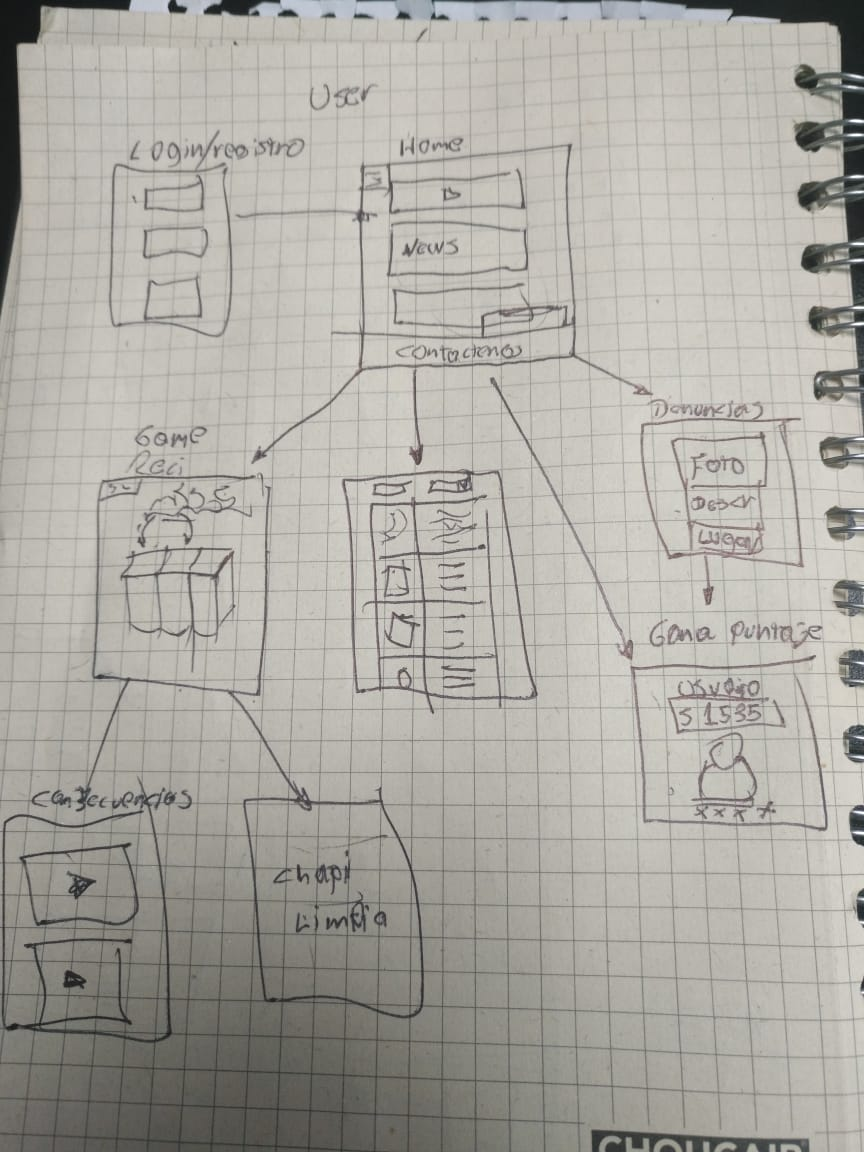 User
Login/registro
Home
News
Contactenos
Game
Reci
Denuncias
FOTO
Descr
Lugar
Gana Puntaje
Usuario
$ 1535
xxxx
Consecuencias
Chapi
Limpia
CHOUCAIR